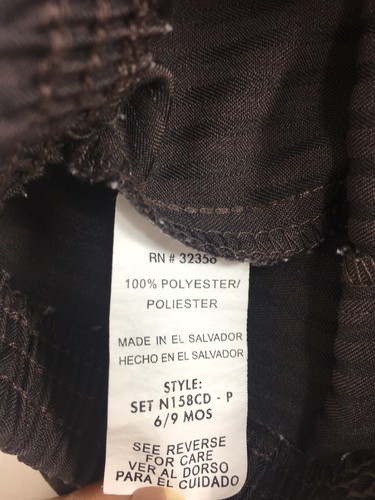 RN # 32356
100% POLYESTER/
POLIESTER
MADE IN EL SALVADOR
HECHO EN EL SALVADOR
STYLE:
SET N158CD - P
6/9 MOS
SEE REVERSE
FOR CARE
VER AL DORSO
PARA EL CUIDADO